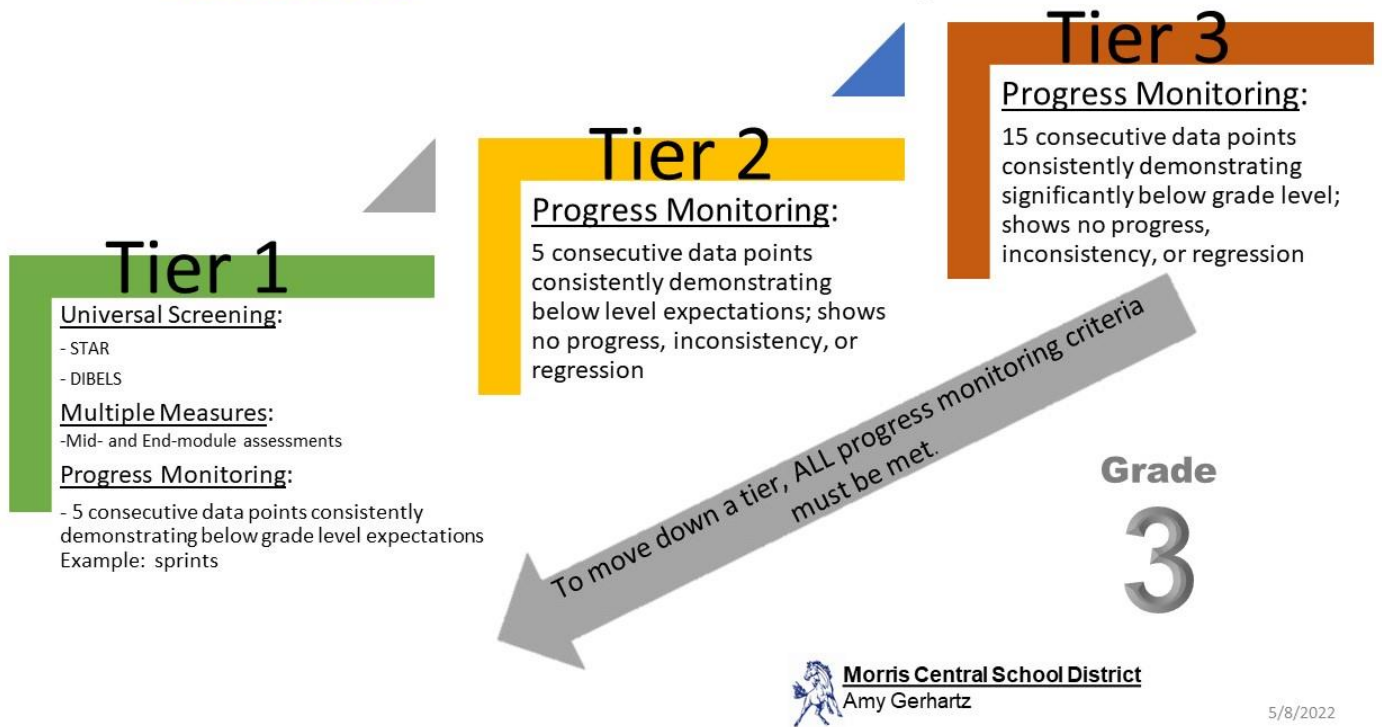 Tier 1
Universal Screening:
- STAR
- DIBELS
Multiple Measures:
-Mid- and End-module assessments
Progress Monitoring:
- 5 consecutive data points consistently
demonstrating below grade level expectations
Example: sprints
Tier 2
Progress Monitoring:
5 consecutive data points
consistently demonstrating
below level expectations; shows
no progress, inconsistency, or
regression
Tier 3
Progress Monitoring:
15 consecutive data points
consistently demonstrating
significantly below grade level;
shows no progress,
inconsistency, or regression
To move down a tier, ALL progress monitoring criteria
must be met.
Grade
3
Morris Central School District
Amy Gerhartz
5/8/2022